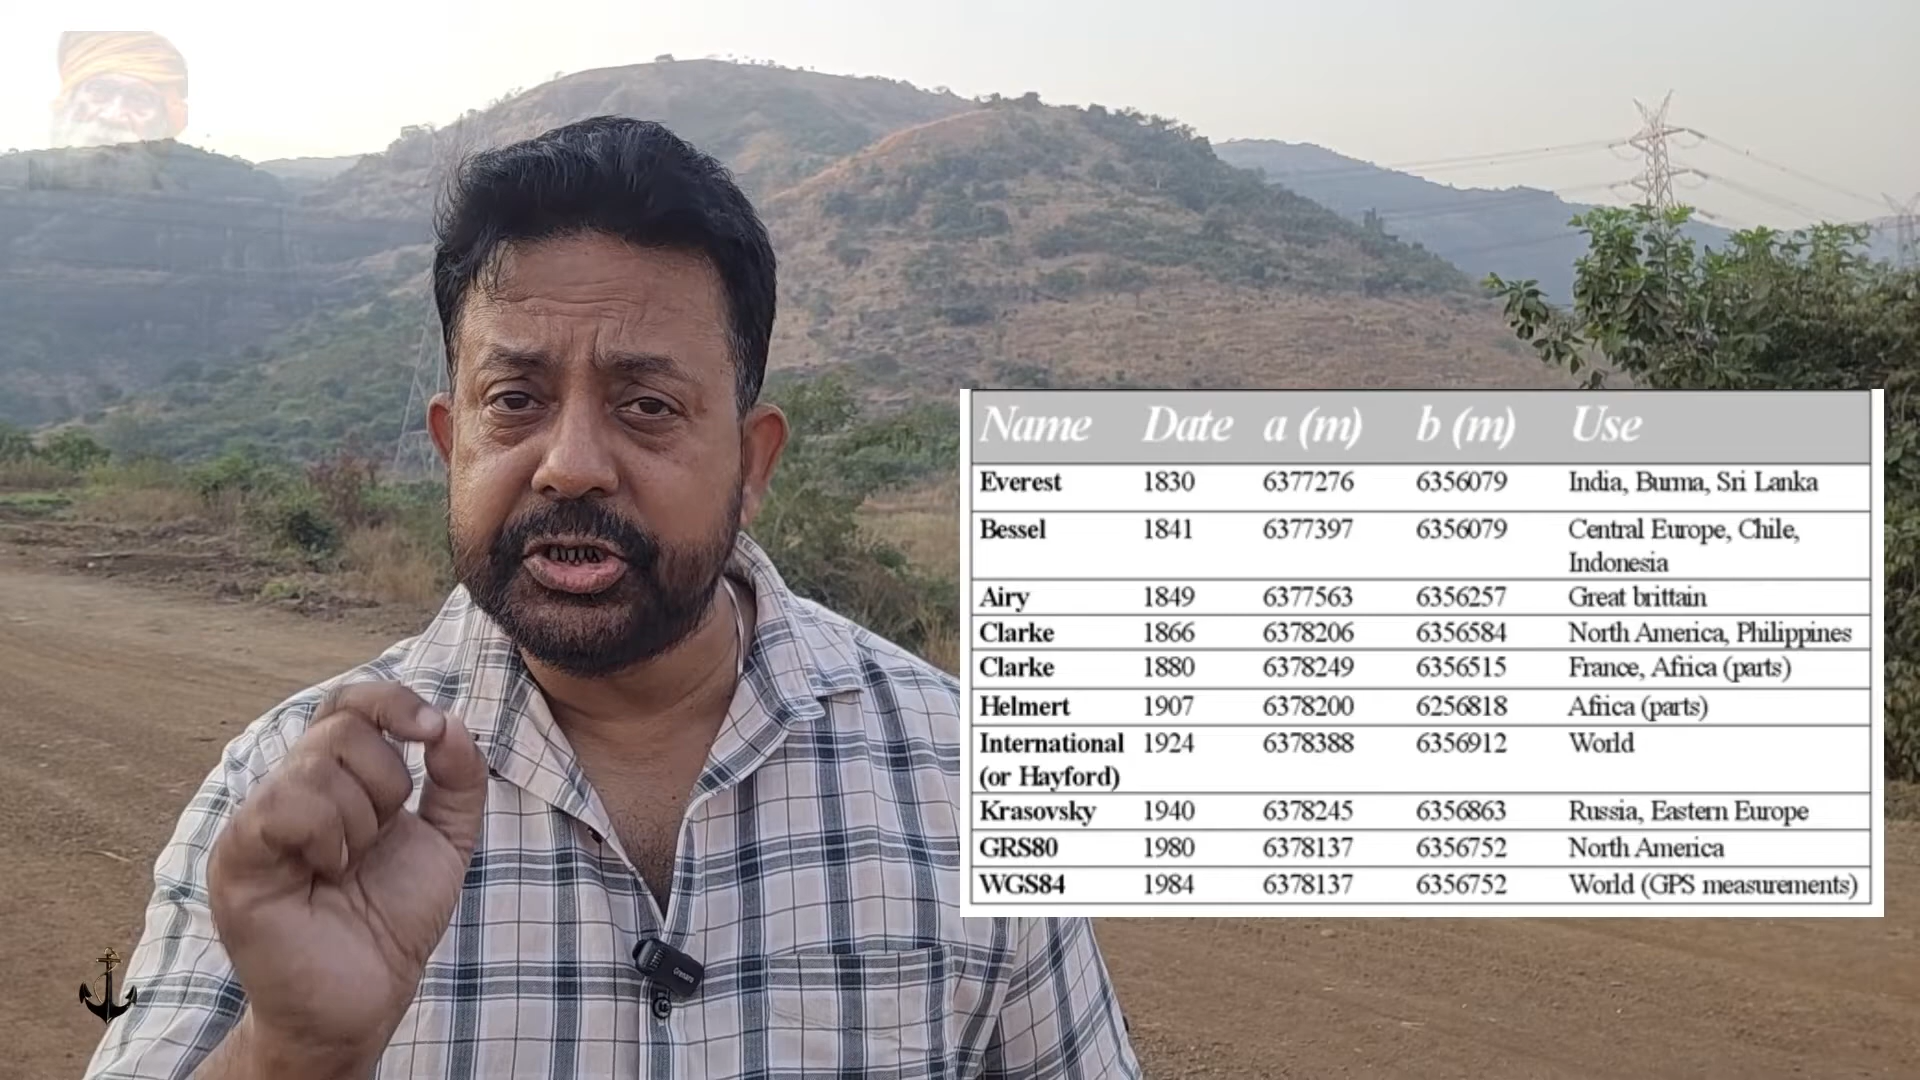 Name Date a (m) b (m) Use
Everest 1830 6377276 6356079 India, Burma, Sri Lanka
Bessel 1841 6377397 6356079 Central Europe, Chile,
Indonesia
Airy 1849 6377563 6356257 Great brittain
Clarke 1866 6378206 6356584 North America, Philippines
Clarke 1880 6378249 6356515 France, Africa (parts)
Helmert 1907 6378200 6256818 Africa (parts)
International 1924 6378388 6356912 World
(or Hayford)
Krasovsky 1940 6378245 6356863 Russia, Eastern Europe
GRS80 1980 6378137 6356752 North America
WGS84 1984 6378137 6356752 World (GPS measurements)